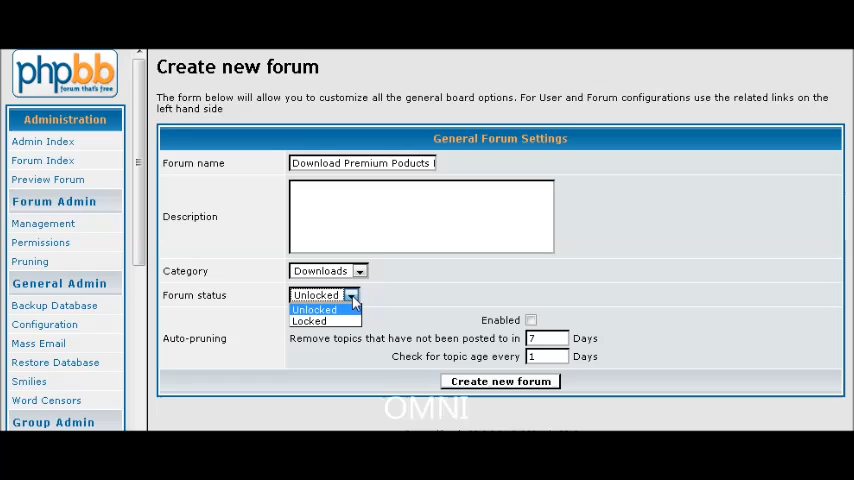 phpbb
forum that's free
Administration
Admin Index
Forum Index
Preview Forum
Forum Admin
Management
Permissions
Pruning
General Admin
Backup Database
Configuration
Mass Email
Restore Database
Smilies
Word Censors
Group Admin
Create new forum
The form below will allow you to customize all the general board options. For User and Forum configurations use the related links on the
left hand side
General Forum Settings
Forum name
Download Premium Poducts
Description
Category
Downloads
Forum status
Unlocked
Unlocked
Locked
Auto-pruning
Enabled
Remove topics that have not been posted to in 7 Days
Check for topic age every 1 Days
Create new forum
OMNI